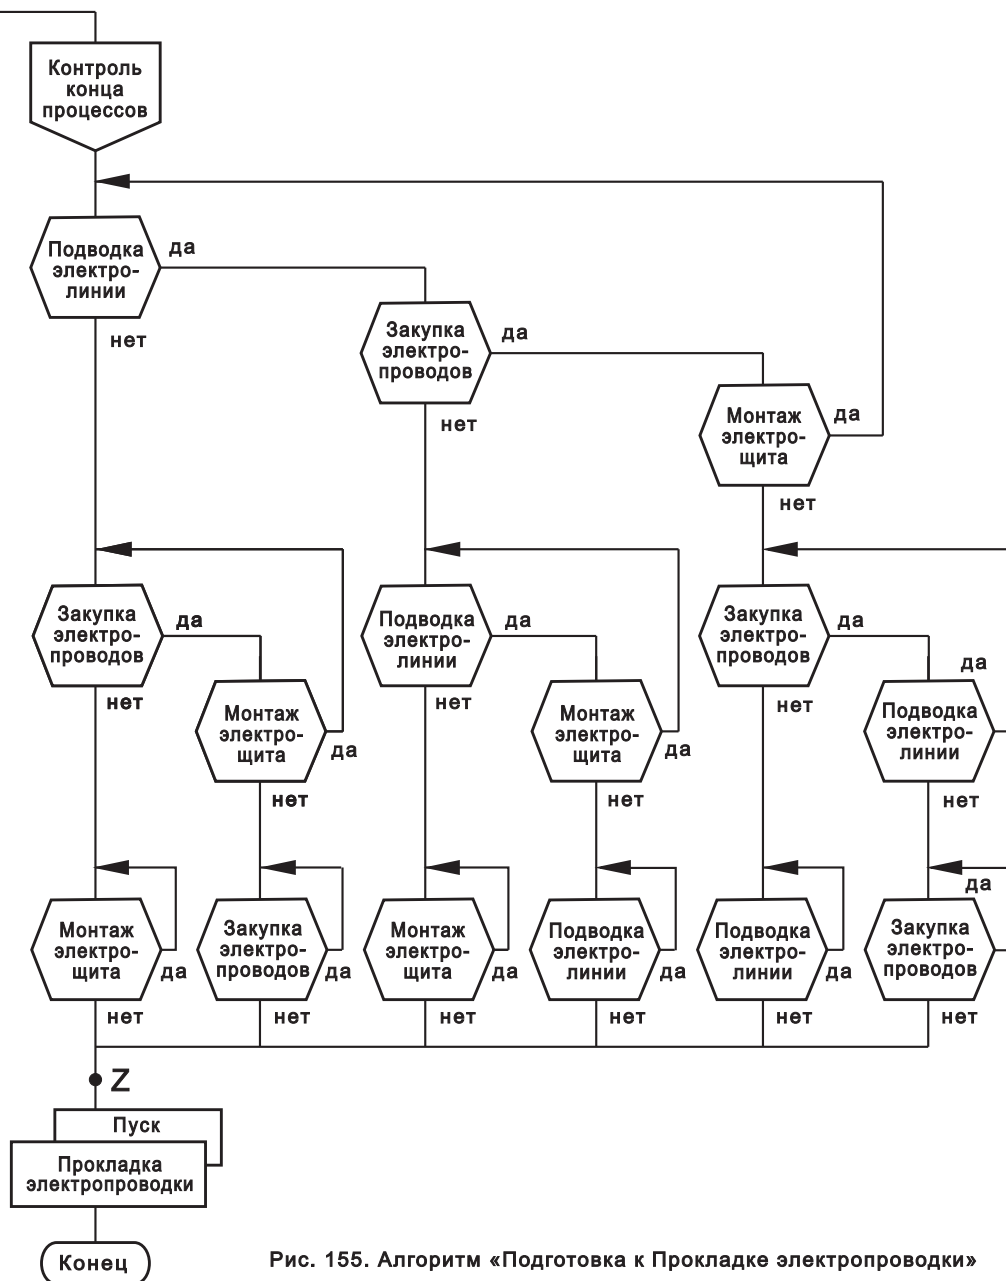 Контроль
конца
процессов
Подводка
электро-
линии
да
нет
Закупка
электро-
проводов
да
нет
Монтаж
электро-
щита
да
нет
Закупка
электро-
проводов
да
нет
Монтаж
электро-
щита
да
нет
Подводка
электро-
линии
да
нет
Монтаж
электро-
щита
да
нет
Закупка
электро-
проводов
да
нет
Подводка
электро-
линии
да
нет
Монтаж
электро-
щита
да
нет
Закупка
электро-
проводов
да
нет
Монтаж
электро-
щита
да
нет
Подводка
электро-
линии
да
нет
Подводка
электро-
линии
да
нет
Закупка
электро-
проводов
да
нет
Z
Пуск
Прокладка
электропроводки
Конец
Рис. 155. Алгоритм «Подготовка к Прокладке электропроводки»